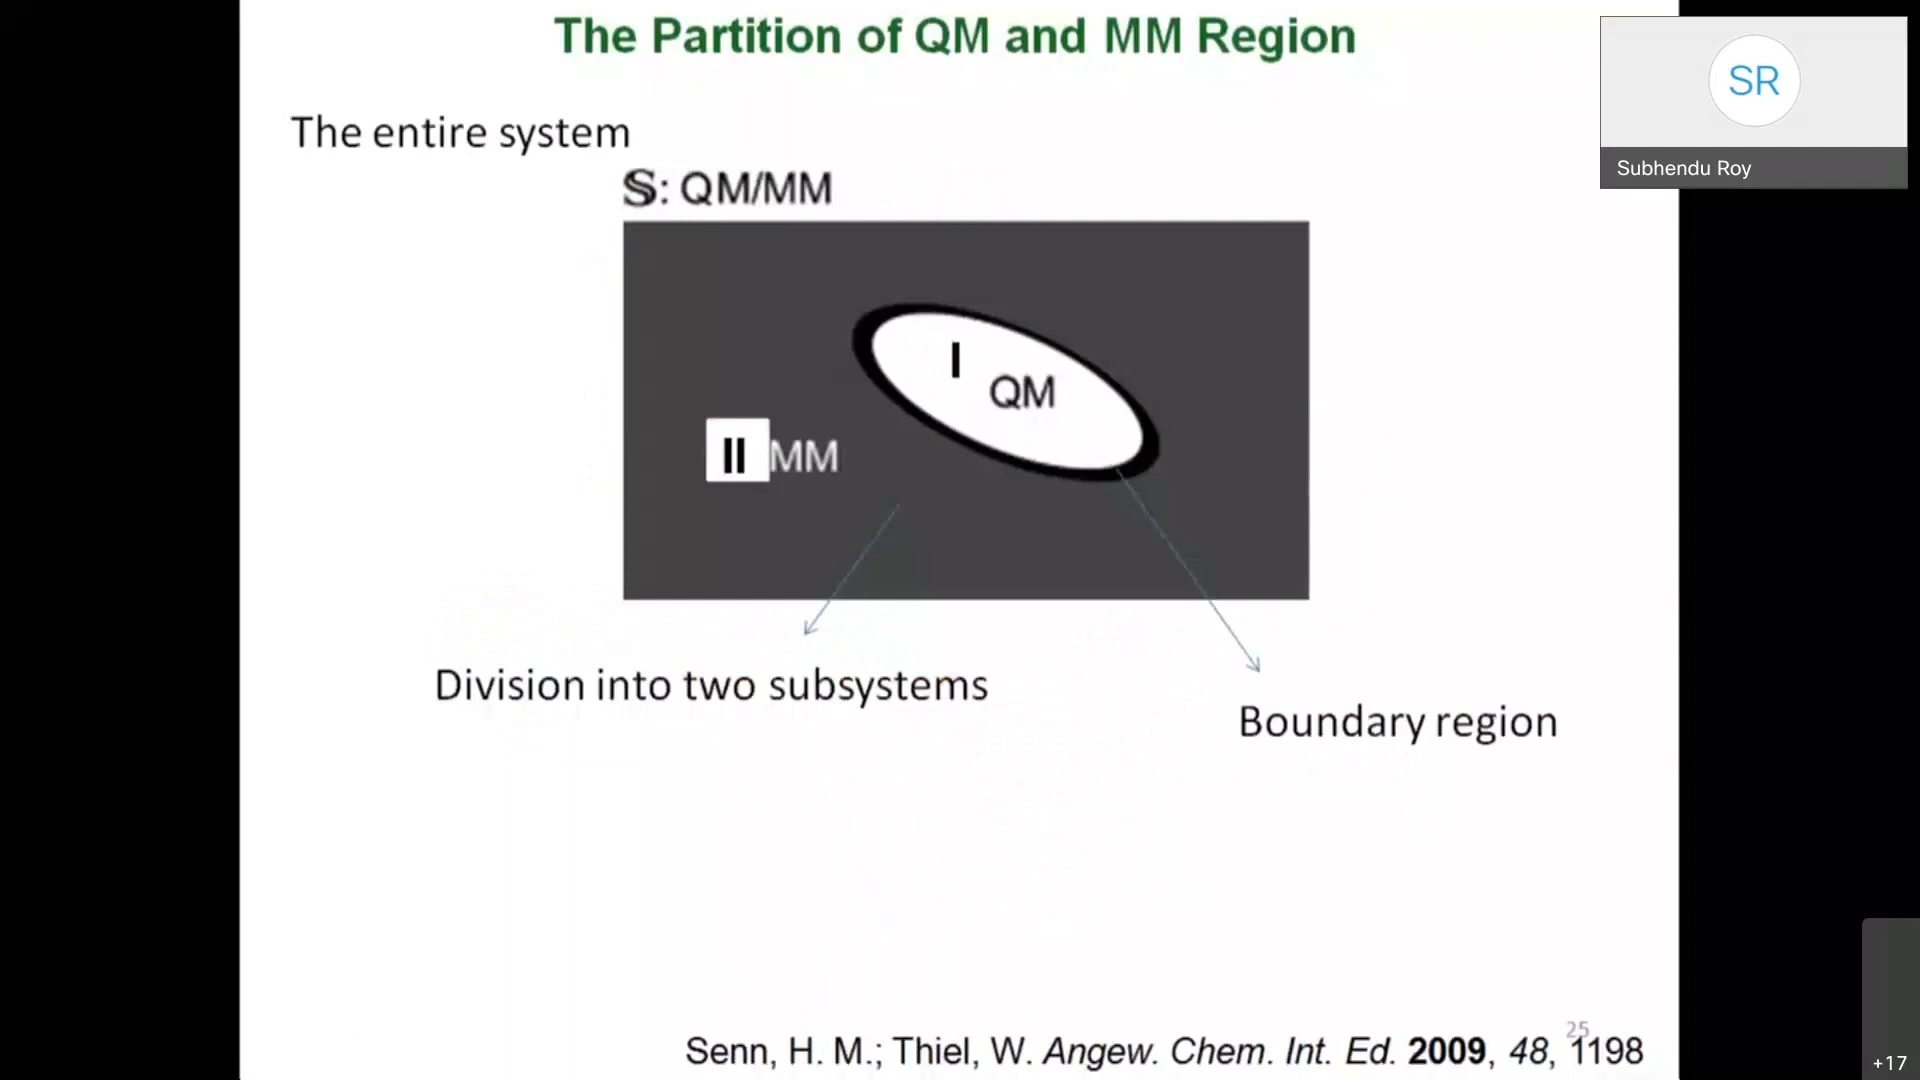 The Partition of QM and MM Region
SR
Subhendu Roy
The entire system
𝕊: QM/MM
I
QM
II MM
Division into two subsystems
Boundary region
25
Senn, H. M.; Thiel, W. Angew. Chem. Int. Ed. 2009, 48, 1198
+17